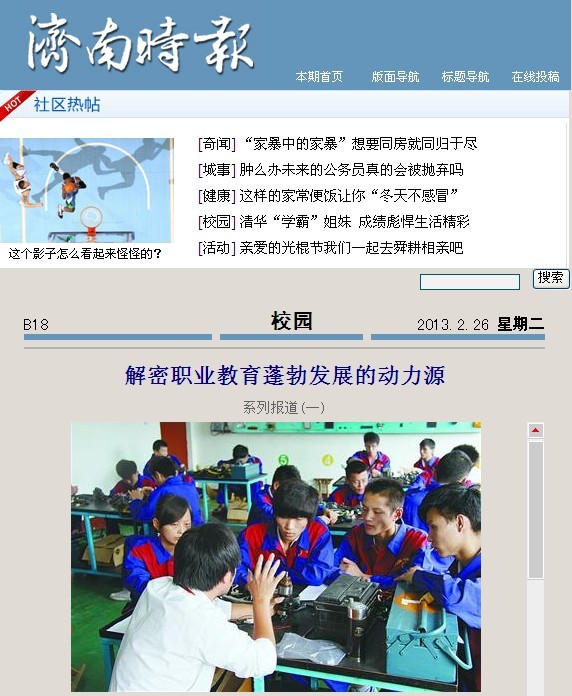 濟南時報
本期首页 版面导航 标题导航 在线投稿
HOT 社区热帖
[奇闻] “家暴中的家暴”想要同房就同归于尽
[城事] 肿么办未来的公务员真的会被抛弃吗
[健康] 这样的家常便饭让你“冬天不感冒”
[校园] 清华“学霸”姐妹 成绩彪悍生活精彩
[活动] 亲爱的光棍节我们一起去舜耕相亲吧
这个影子怎么看起来怪怪的?
搜索
B18 校园 2013.2.26 星期二
解密职业教育蓬勃发展的动力源
系列报道(一)
5
4